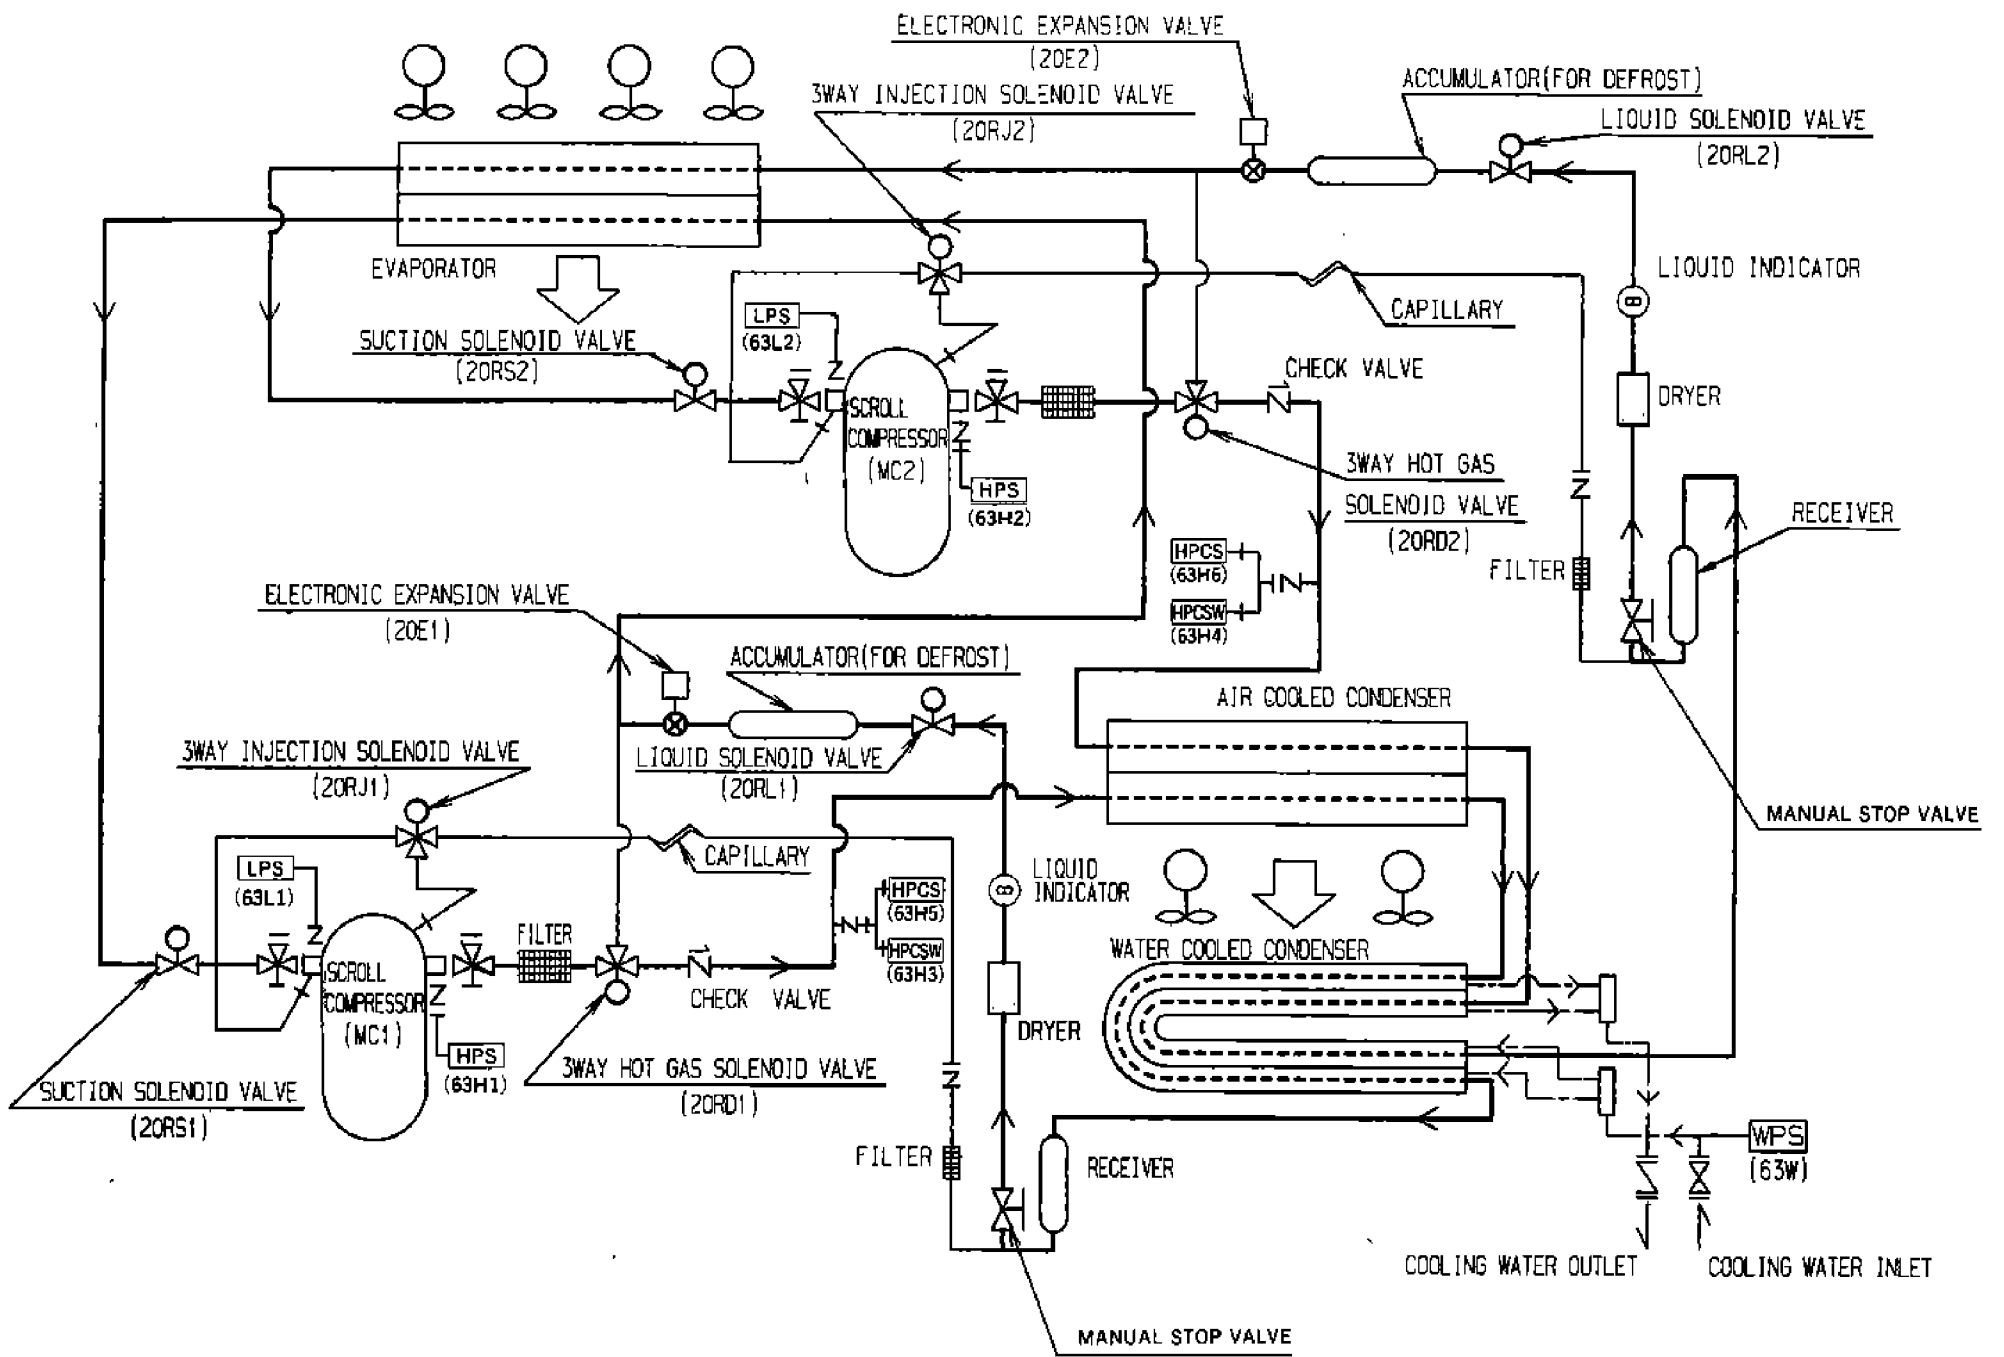 ELECTRONIC EXPANSION VALVE
(20E2)
3WAY INJECTION SOLENOID VALVE
(20RJ2)
ACCUMULATOR(FOR DEFROST)
LIQUID SOLENOID VALVE
(20RL2)
EVAPORATOR
LIQUID INDICATOR
CAPILLARY
LPS
(63L2)
SUCTION SOLENOID VALVE
(20RS2)
CHECK VALVE
DRYER
SCROLL
COMPRESSOR
(MC2)
3WAY HOT GAS
SOLENOID VALVE
(20RD2)
HPS
(63H2)
RECEIVER
HPCS
(63H6)
FILTER
HPCSW
(63H4)
ELECTRONIC EXPANSION VALVE
(20E1)
ACCUMULATOR(FOR DEFROST)
AIR COOLED CONDENSER
3WAY INJECTION SOLENOID VALVE
(20RJ1)
LIQUID SOLENOID VALVE
(20RL1)
MANUAL STOP VALVE
CAPILLARY
LPS
(63L1)
LIQUID
INDICATOR
HPCS
(63H5)
HPCSW
(63H3)
FILTER
WATER COOLED CONDENSER
SCROLL
COMPRESSOR
(MC1)
CHECK VALVE
DRYER
HPS
(63H1)
3WAY HOT GAS SOLENOID VALVE
(20RD1)
SUCTION SOLENOID VALVE
(20RS1)
FILTER
RECEIVER
WPS
(63W)
COOLING WATER OUTLET
COOLING WATER INLET
MANUAL STOP VALVE